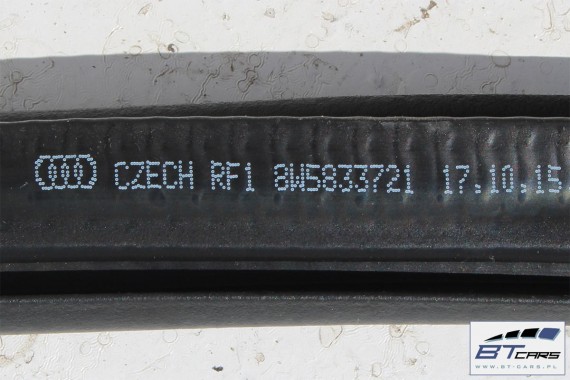 CZECH RF1 8W5833721 17.10.15
BTCARS
WWW.BT-CARS.PL